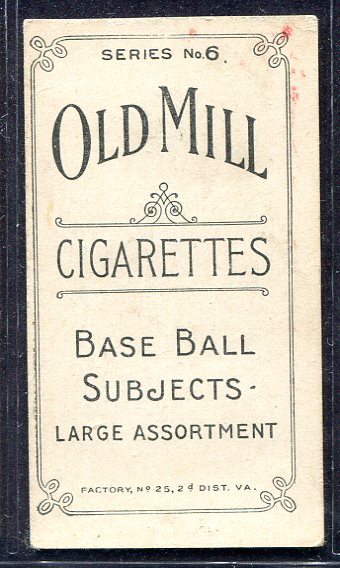 SERIES No.6.
OLD MILL
CIGARETTES
BASE BALL
SUBJECTS.
LARGE ASSORTMENT
FACTORY, No 25, 2d DIST. VA.